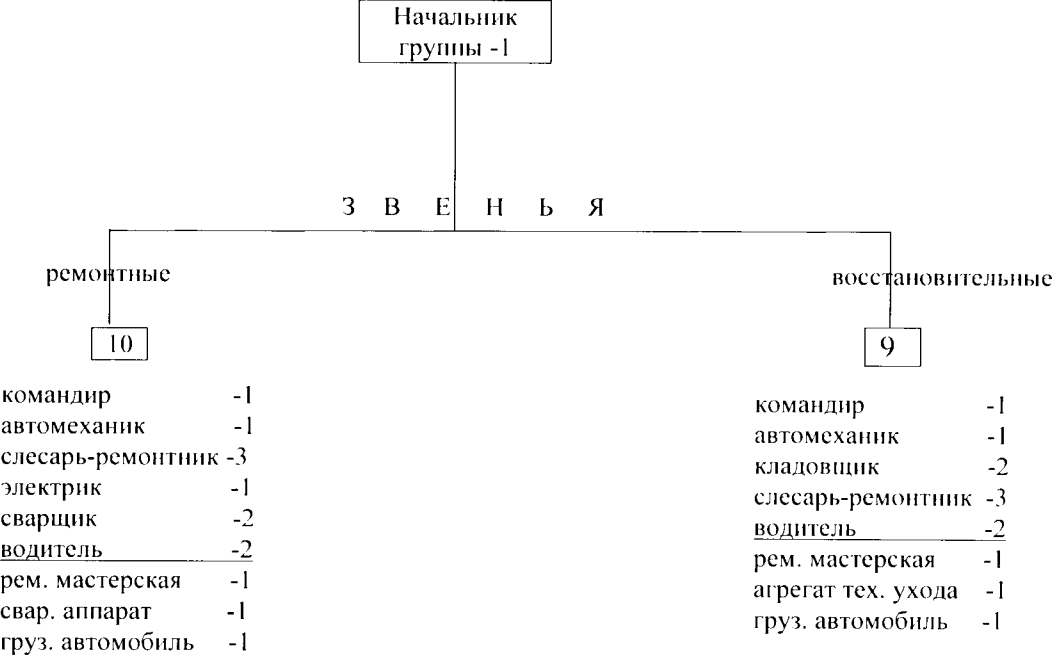 Начальник
группы -1
З В Е Н Ь Я
ремонтные
10
командир -1
автомеханик -1
слесарь-ремонтник -3
электрик -1
сварщик -2
водитель -2
рем. мастерская -1
свар. аппарат -1
груз. автомобиль -1
восстановительные
9
командир -1
автомеханик -1
кладовщик -2
слесарь-ремонтник -3
водитель -2
рем. мастерская -1
агрегат тех. ухода -1
груз. автомобиль -1